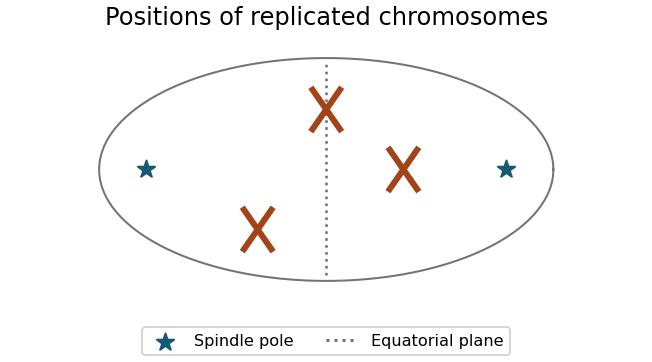 Positions of replicated chromosomes
Spindle pole
Equatorial plane